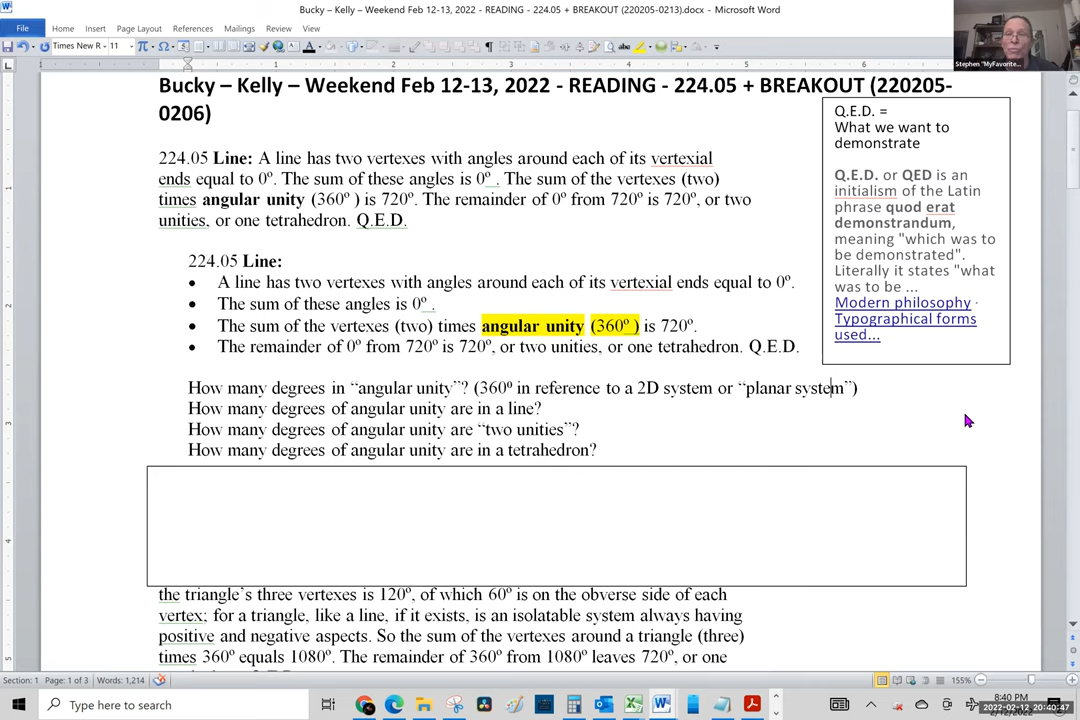 Bucky – Kelly – Weekend Feb 12-13, 2022 - READING - 224.05 + BREAKOUT (220205-0213).docx - Microsoft Word
File Home Insert Page Layout References Mailings Review View
Times New R 11
Stephen "MyFavorite...
Bucky – Kelly – Weekend Feb 12-13, 2022 - READING - 224.05 + BREAKOUT (220205-
0206)
224.05 Line: A line has two vertexes with angles around each of its vertexial
ends equal to 0º. The sum of these angles is 0º . The sum of the vertexes (two)
times angular unity (360º ) is 720º. The remainder of 0º from 720º is 720º, or two
unities, or one tetrahedron. Q.E.D.
224.05 Line:
• A line has two vertexes with angles around each of its vertexial ends equal to 0º.
• The sum of these angles is 0º .
• The sum of the vertexes (two) times angular unity (360º ) is 720º.
• The remainder of 0º from 720º is 720º, or two unities, or one tetrahedron. Q.E.D.
How many degrees in “angular unity”? (360º in reference to a 2D system or “planar system”)
How many degrees of angular unity are in a line?
How many degrees of angular unity are “two unities”?
How many degrees of angular unity are in a tetrahedron?
the triangle's three vertexes is 120º, of which 60º is on the obverse side of each
vertex; for a triangle, like a line, if it exists, is an isolatable system always having
positive and negative aspects. So the sum of the vertexes around a triangle (three)
times 360º equals 1080º. The remainder of 360º from 1080º leaves 720º, or one
Q.E.D. =
What we want to
demonstrate
Q.E.D. or QED is an
initialism of the Latin
phrase quod erat
demonstrandum,
meaning "which was to
be demonstrated".
Literally it states "what
was to be ...
Modern philosophy ·
Typographical forms
used...
Section: 1 Page: 1 of 3 Words: 1,214 155%
Type here to search
8:40 PM
2022-02-12 20:40:47